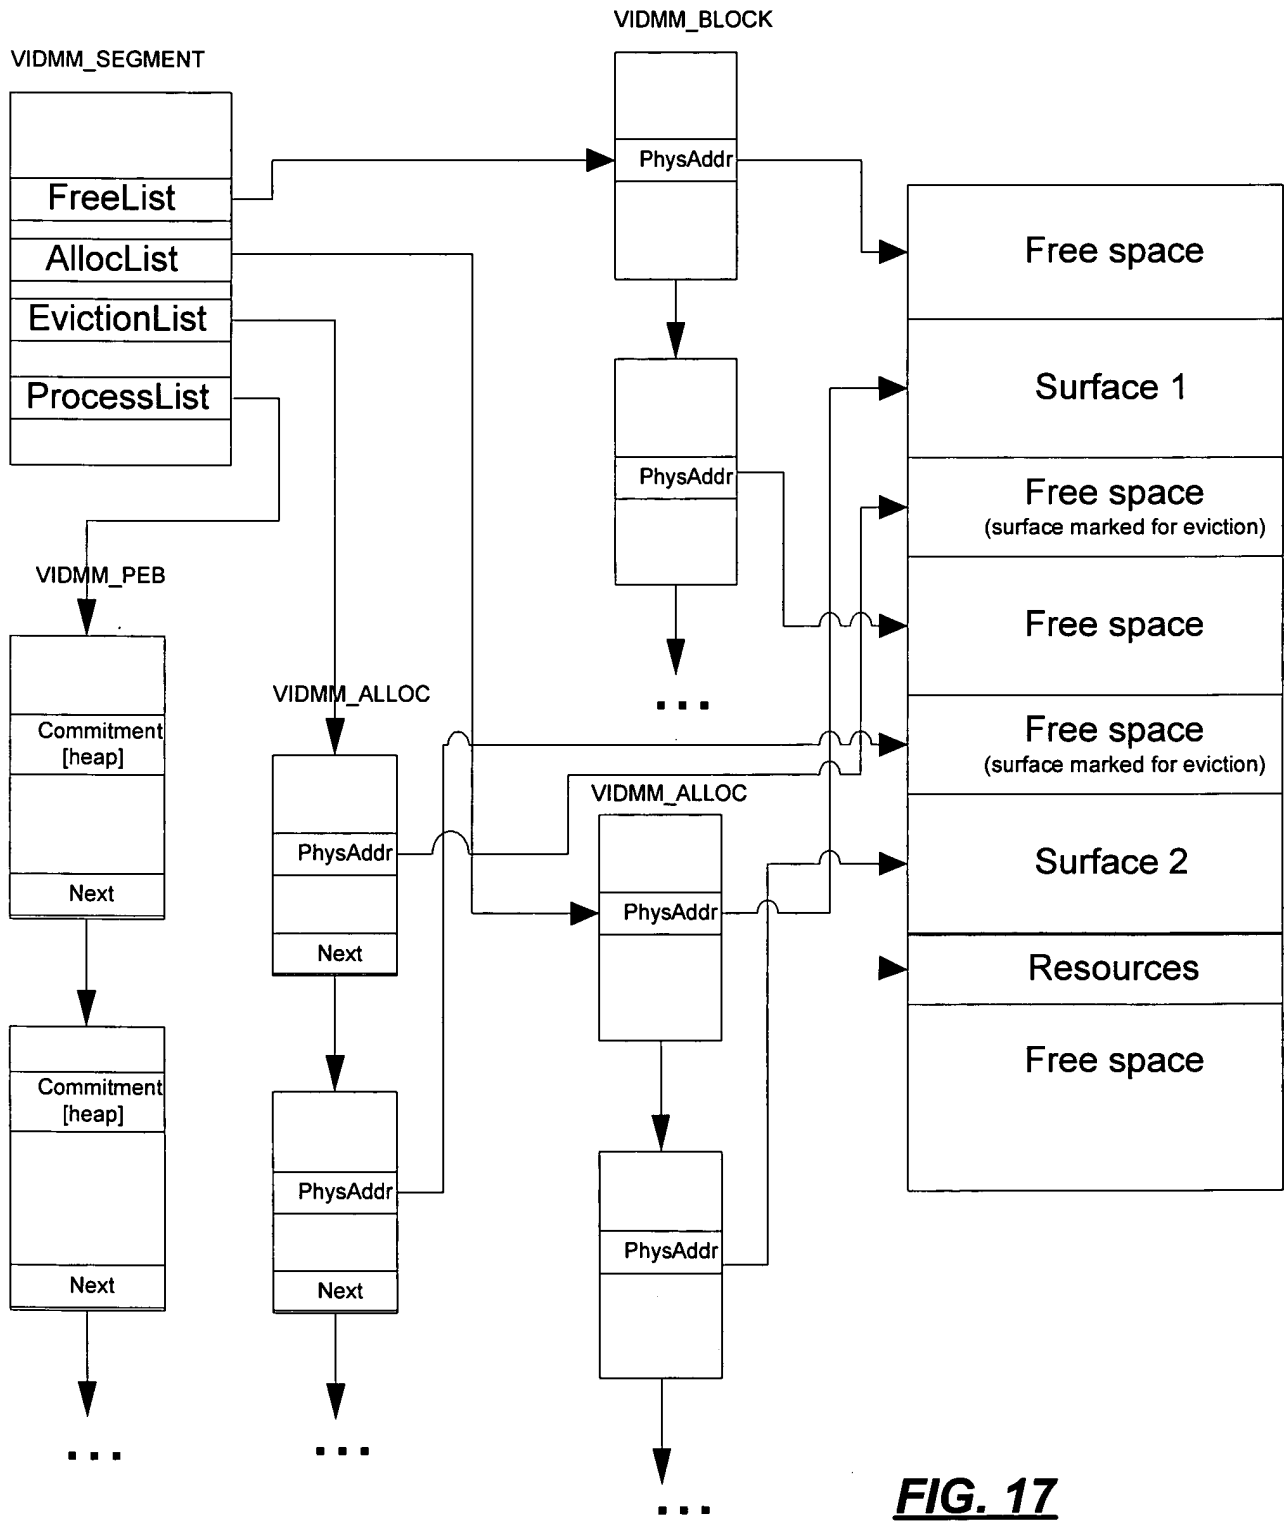 VIDMM_SEGMENT
FreeList
AllocList
EvictionList
ProcessList
VIDMM_PEB
Commitment
[heap]
Next
Commitment
[heap]
Next
...
VIDMM_ALLOC
PhysAddr
Next
PhysAddr
Next
...
VIDMM_BLOCK
PhysAddr
PhysAddr
...
VIDMM_ALLOC
PhysAddr
PhysAddr
...
Free space
Surface 1
Free space
(surface marked for eviction)
Free space
Free space
(surface marked for eviction)
Surface 2
Resources
Free space
FIG. 17